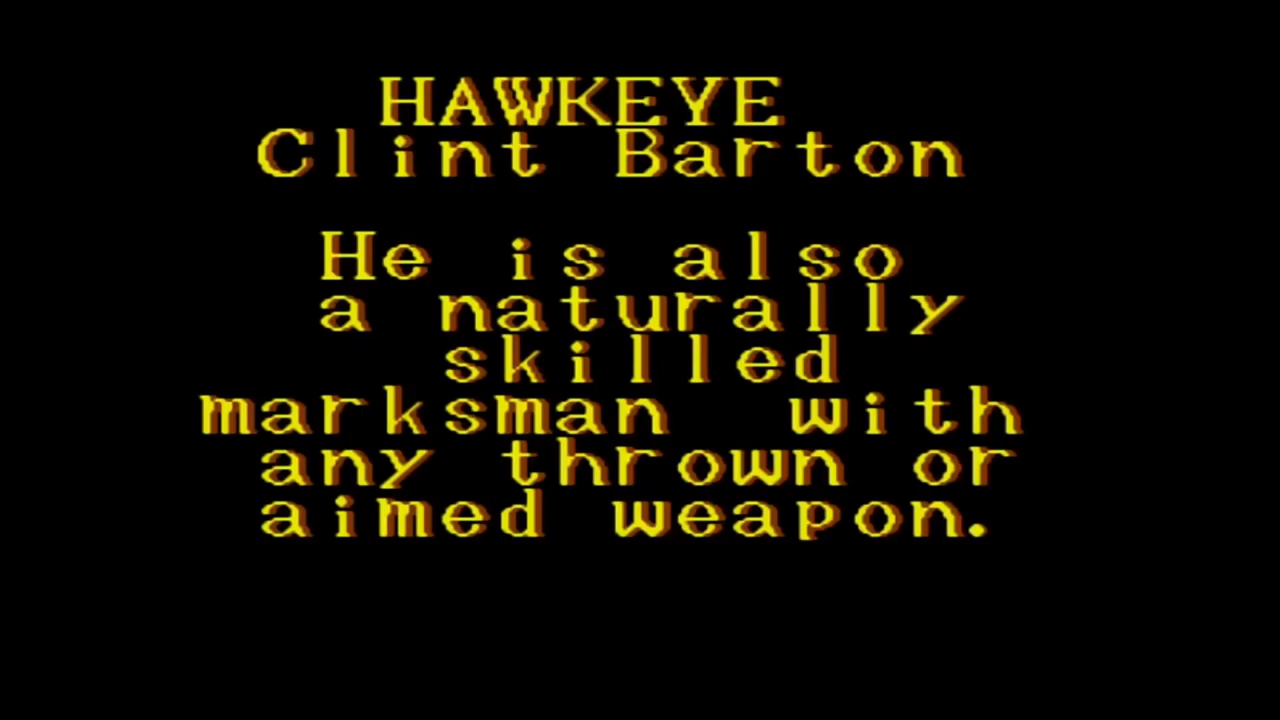 HAWKEYE
Clint Barton
He is also
a naturally
skilled
marksman with
any thrown or
aimed weapon.